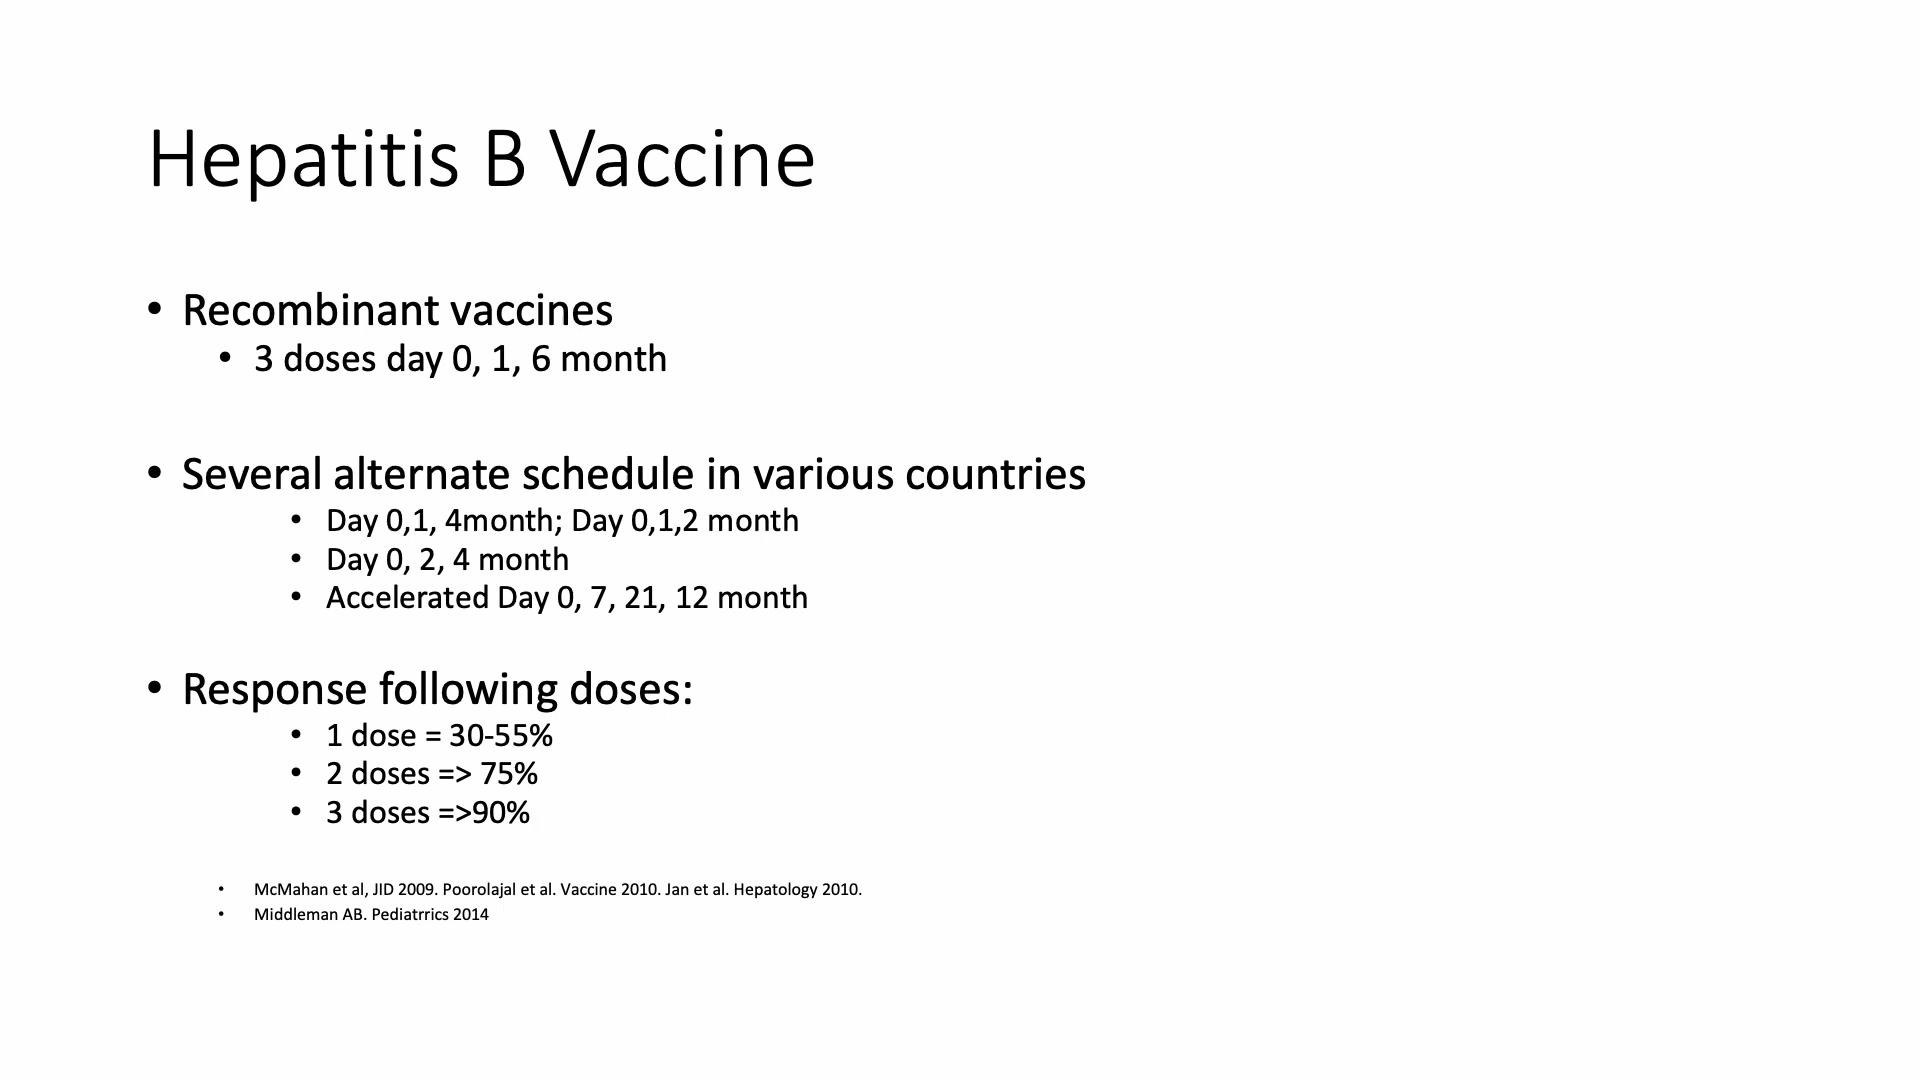 Hepatitis B Vaccine
• Recombinant vaccines
• 3 doses day 0, 1, 6 month
• Several alternate schedule in various countries
• Day 0,1, 4month; Day 0,1,2 month
• Day 0, 2, 4 month
• Accelerated Day 0, 7, 21, 12 month
• Response following doses:
• 1 dose = 30-55%
• 2 doses => 75%
• 3 doses =>90%
• McMahan et al, JID 2009. Poorolajal et al. Vaccine 2010. Jan et al. Hepatology 2010.
• Middleman AB. Pediatrrics 2014